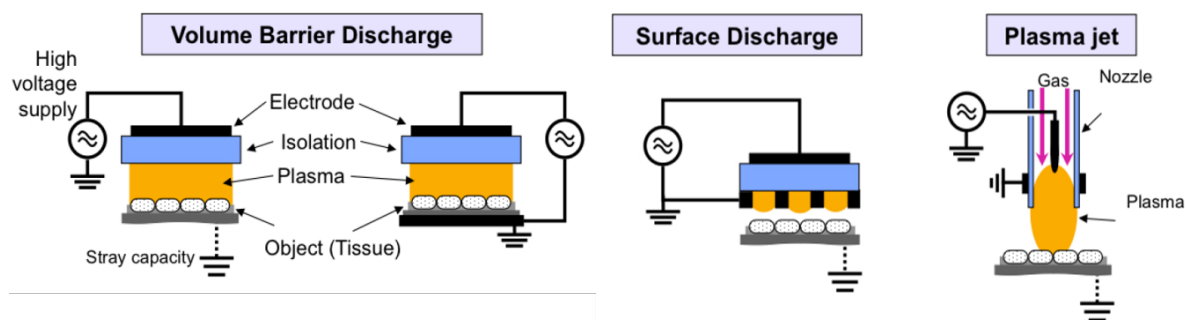 Volume Barrier Discharge
High
voltage
supply
Electrode
Isolation
Plasma
Object (Tissue)
Stray capacity
Surface Discharge
Plasma jet
Gas
Nozzle
Plasma